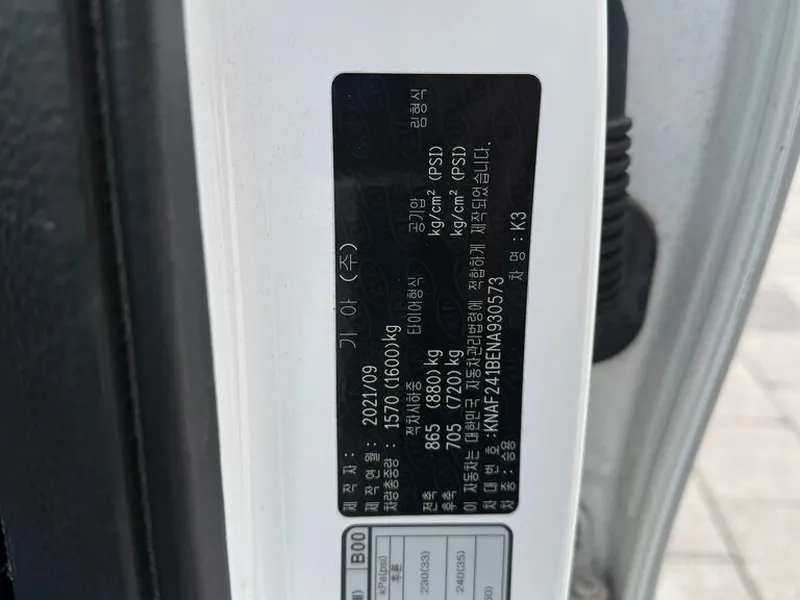 제 작 자 : 기 아 (주)
제 작 연 월 : 2021/09
차량총중량 : 1570 (1600)kg
적차시하중 타이어형식 공기압 림형식
전축 865 (880)kg kg/cm² (PSI)
후축 705 (720)kg kg/cm² (PSI)
이 자동차는 대한민국 자동차관리법령에 적합하게 제작되었습니다.
차 대 번 호 :KNAF241BENA930573
차 종 : 승용 차 명 : K3
B00
kPa(psi)
후륜
230(33)
240(35)